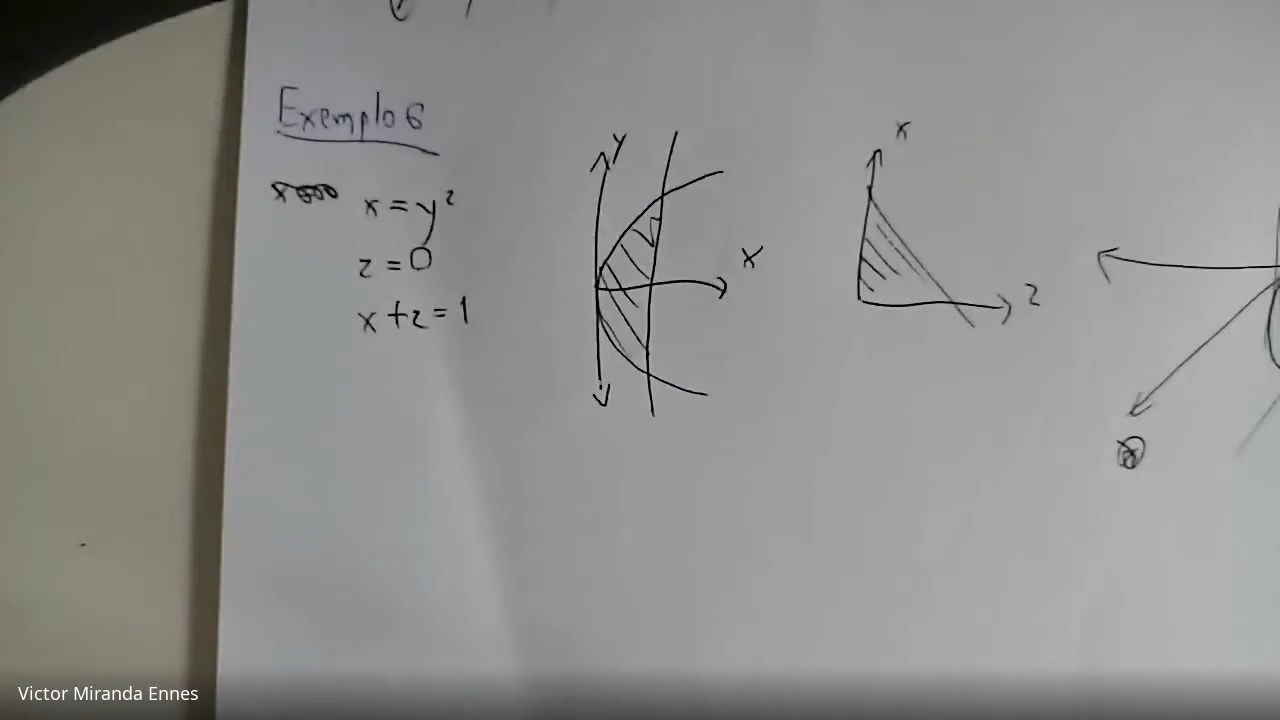 Exemplo 6
x = y²
z = 0
x + z = 1
y
x
x
z
Victor Miranda Ennes